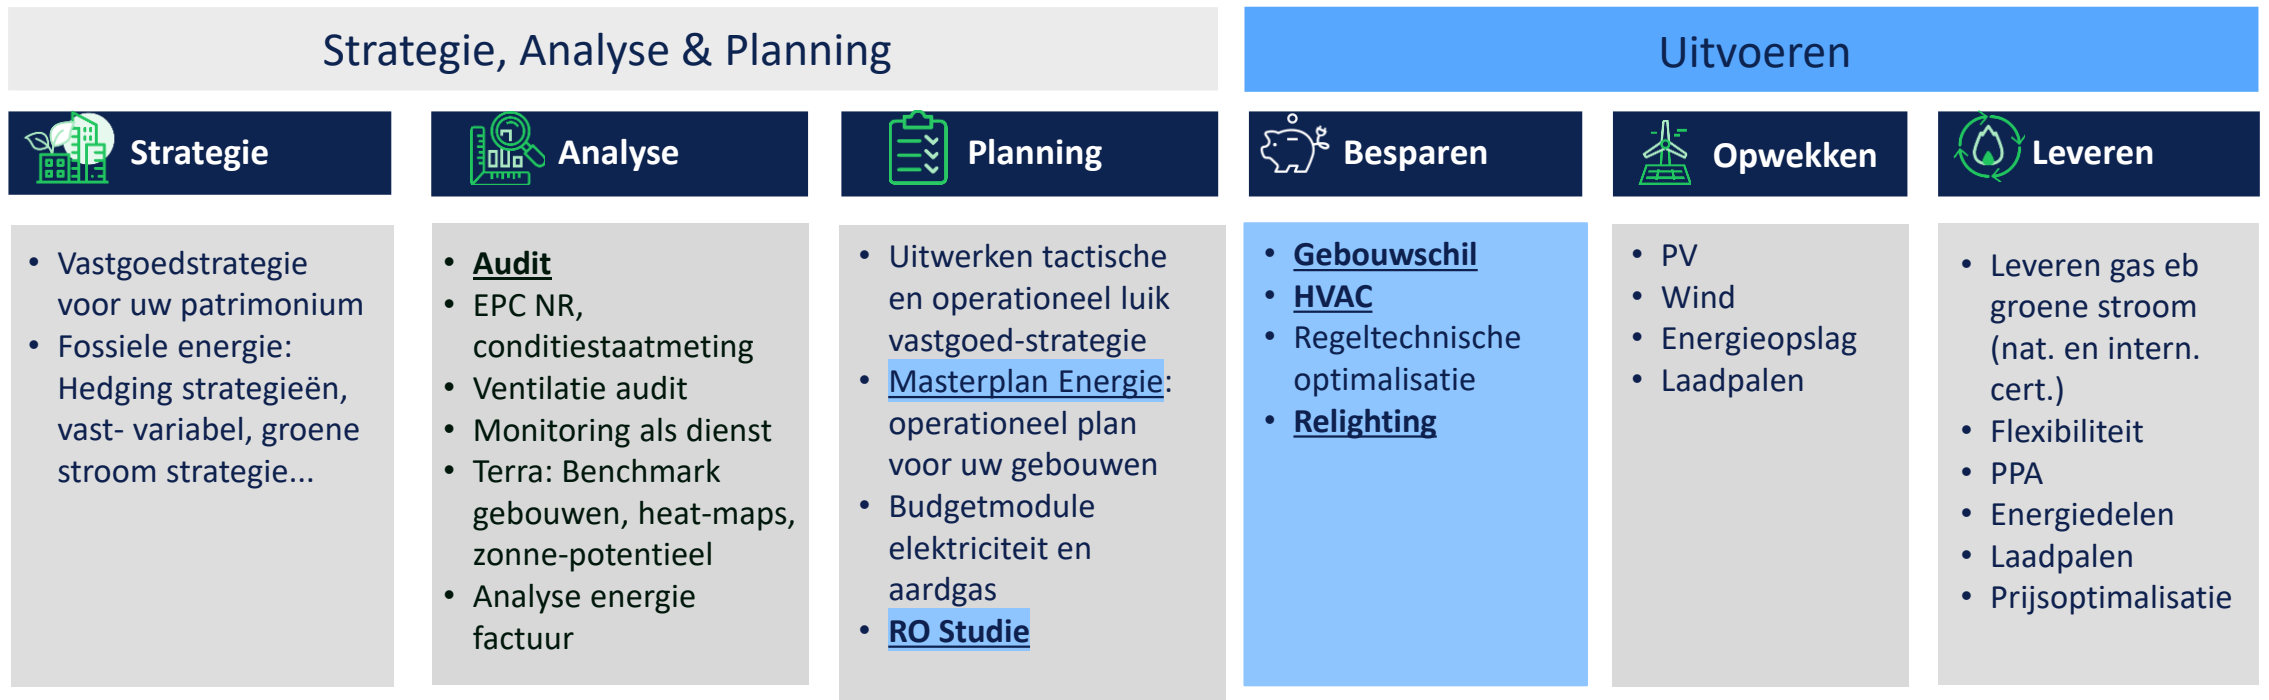 Strategie, Analyse & Planning
Uitvoeren
Strategie
Analyse
Planning
Besparen
Opwekken
Leveren
• Vastgoedstrategie
voor uw patrimonium
• Fossiele energie:
Hedging strategieën,
vast- variabel, groene
stroom strategie...
• Audit
• EPC NR,
conditiestaatmeting
• Ventilatie audit
• Monitoring als dienst
• Terra: Benchmark
gebouwen, heat-maps,
zonne-potentieel
• Analyse energie
factuur
• Uitwerken tactische
en operationeel luik
vastgoed-strategie
• Masterplan Energie:
operationeel plan
voor uw gebouwen
• Budgetmodule
elektriciteit en
aardgas
• RO Studie
• Gebouwschil
• HVAC
• Regeltechnische
optimalisatie
• Relighting
• PV
• Wind
• Energieopslag
• Laadpalen
• Leveren gas eb
groene stroom
(nat. en intern.
cert.)
• Flexibiliteit
• PPA
• Energiedelen
• Laadpalen
• Prijsoptimalisatie